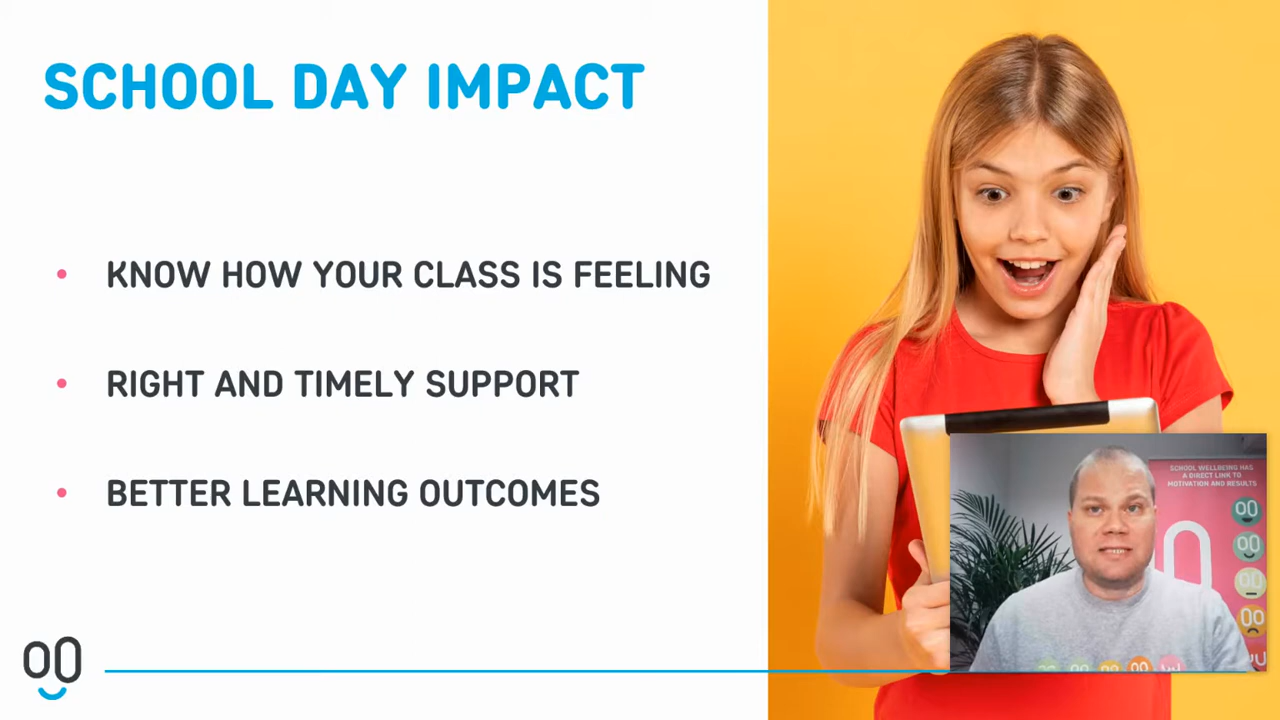 SCHOOL DAY IMPACT
• KNOW HOW YOUR CLASS IS FEELING
• RIGHT AND TIMELY SUPPORT
• BETTER LEARNING OUTCOMES
SCHOOL WELLBEING HAS
A DIRECT LINK TO
MOTIVATION AND RESULTS